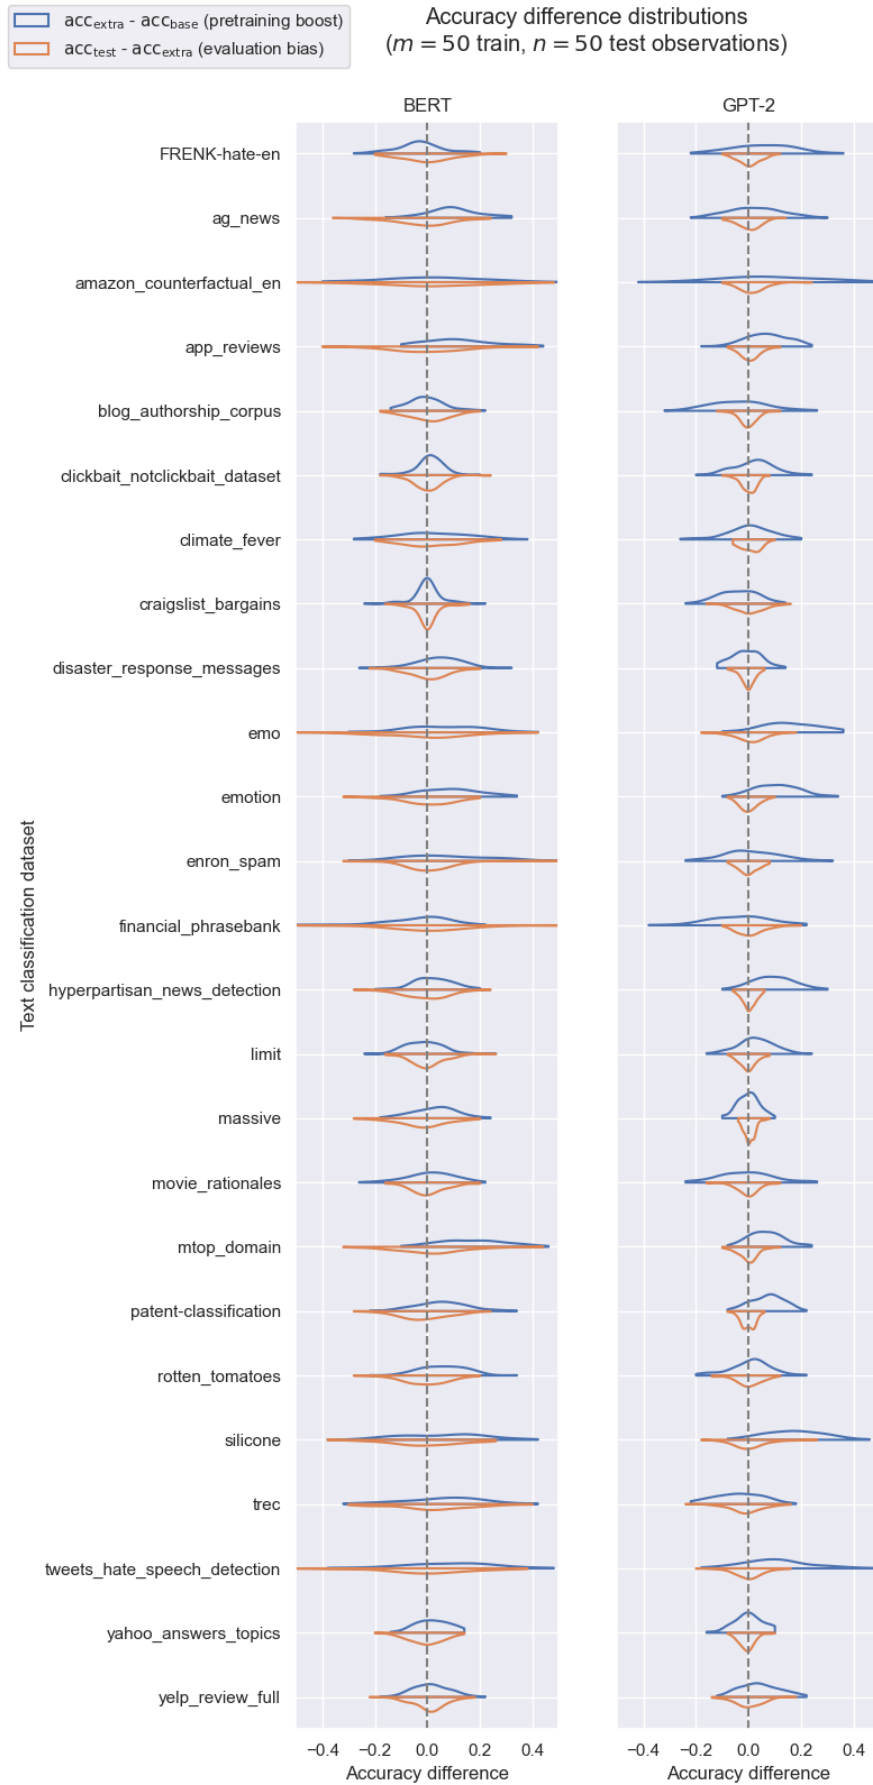 acc_extra - acc_base (pretraining boost)
acc_test - acc_extra (evaluation bias)
Accuracy difference distributions
(m = 50 train, n = 50 test observations)
BERT
GPT-2
Text classification dataset
FRENK-hate-en
ag_news
amazon_counterfactual_en
app_reviews
blog_authorship_corpus
clickbait_notclickbait_dataset
climate_fever
craigslist_bargains
disaster_response_messages
emo
emotion
enron_spam
financial_phrasebank
hyperpartisan_news_detection
limit
massive
movie_rationales
mtop_domain
patent-classification
rotten_tomatoes
silicone
trec
tweets_hate_speech_detection
yahoo_answers_topics
yelp_review_full
−0.4 −0.2 0.0 0.2 0.4
Accuracy difference
−0.4 −0.2 0.0 0.2 0.4
Accuracy difference